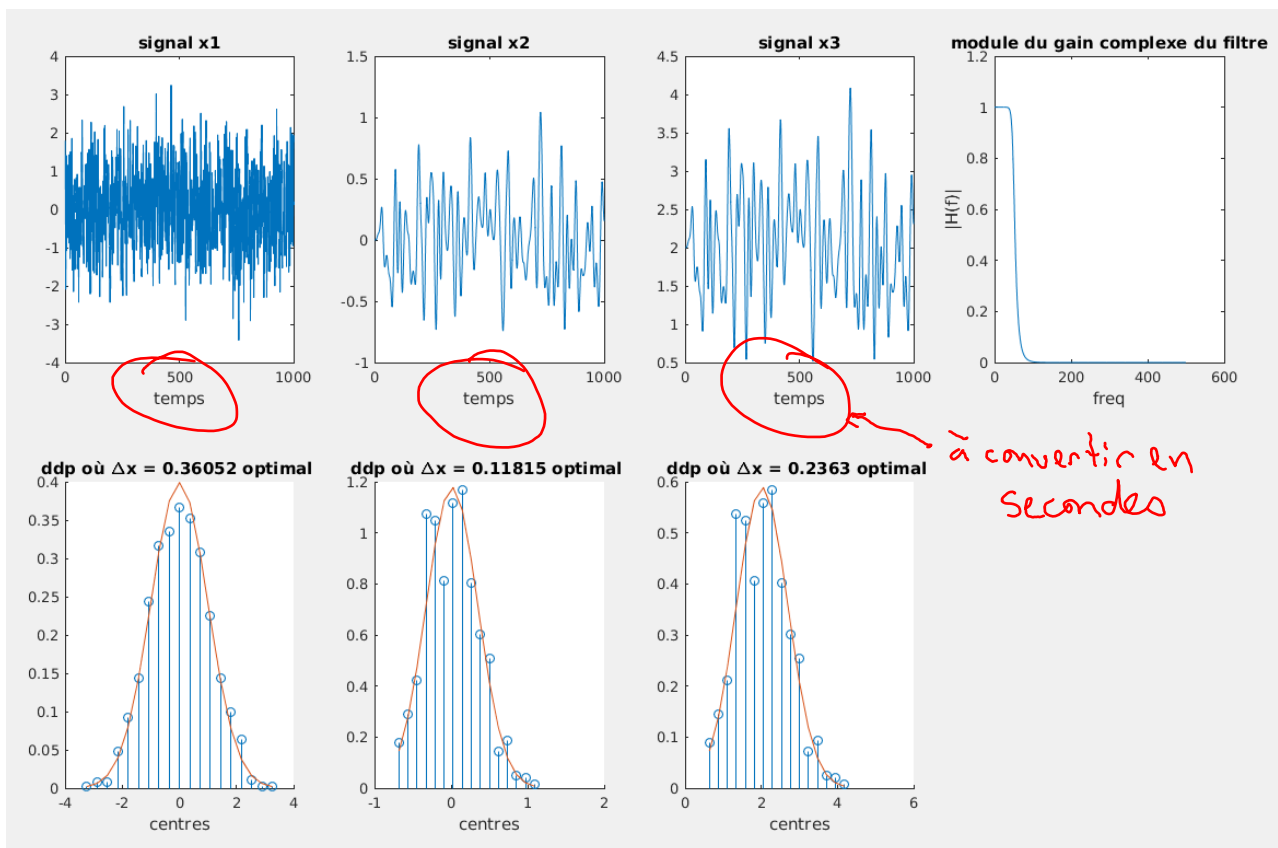 signal x1
4
3
2
1
0
-1
-2
-3
-4
0 500 1000
temps
signal x2
1.5
1
0.5
0
-0.5
-1
0 500 1000
temps
signal x3
4.5
4
3.5
3
2.5
2
1.5
1
0.5
0 500 1000
temps
module du gain complexe du filtre
1.2
1
0.8
0.6
0.4
0.2
0
|H(f)|
0 200 400 600
freq
à convertir en
secondes
ddp où Δx = 0.36052 optimal
0.4
0.35
0.3
0.25
0.2
0.15
0.1
0.05
0
-4 -2 0 2 4
centres
ddp où Δx = 0.11815 optimal
1.2
1
0.8
0.6
0.4
0.2
0
-1 0 1 2
centres
ddp où Δx = 0.2363 optimal
0.6
0.5
0.4
0.3
0.2
0.1
0
0 2 4 6
centres